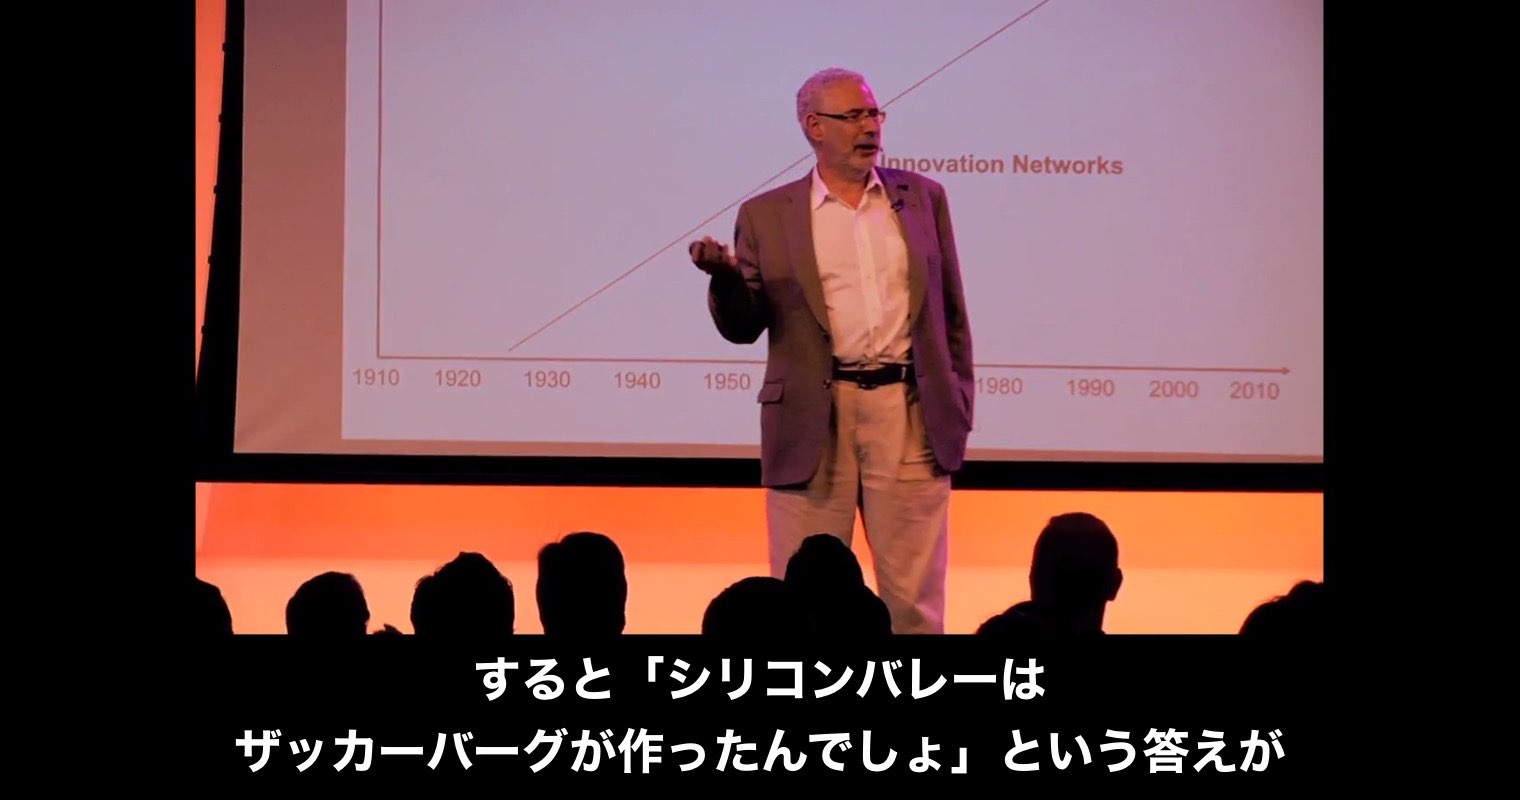 Innovation Networks
1910 1920 1930 1940 1950 1980 1990 2000 2010
すると「シリコンバレーは
ザッカーバーグが作ったんでしょ」という答えが